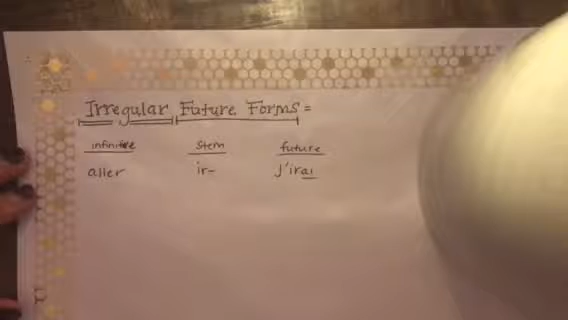 Irregular Future Forms =
infinitive stem future
aller ir- j'irai